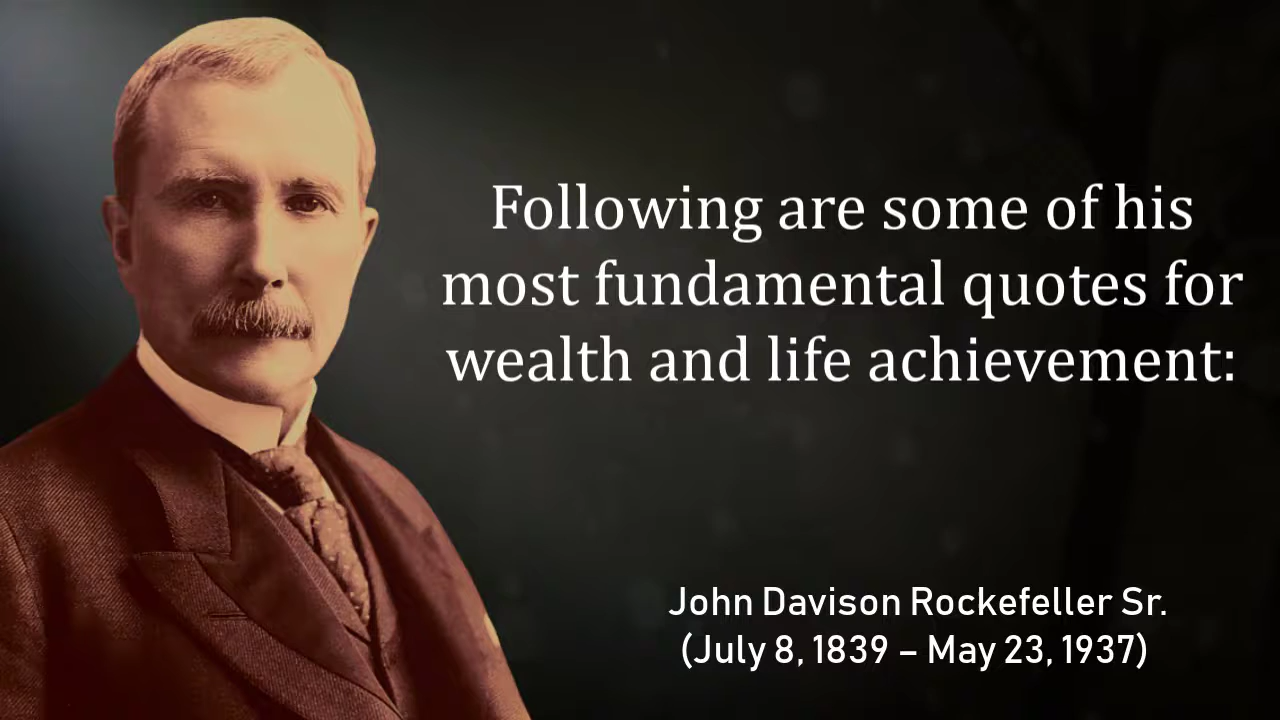 Following are some of his
most fundamental quotes for
wealth and life achievement:
John Davison Rockefeller Sr.
(July 8, 1839 – May 23, 1937)